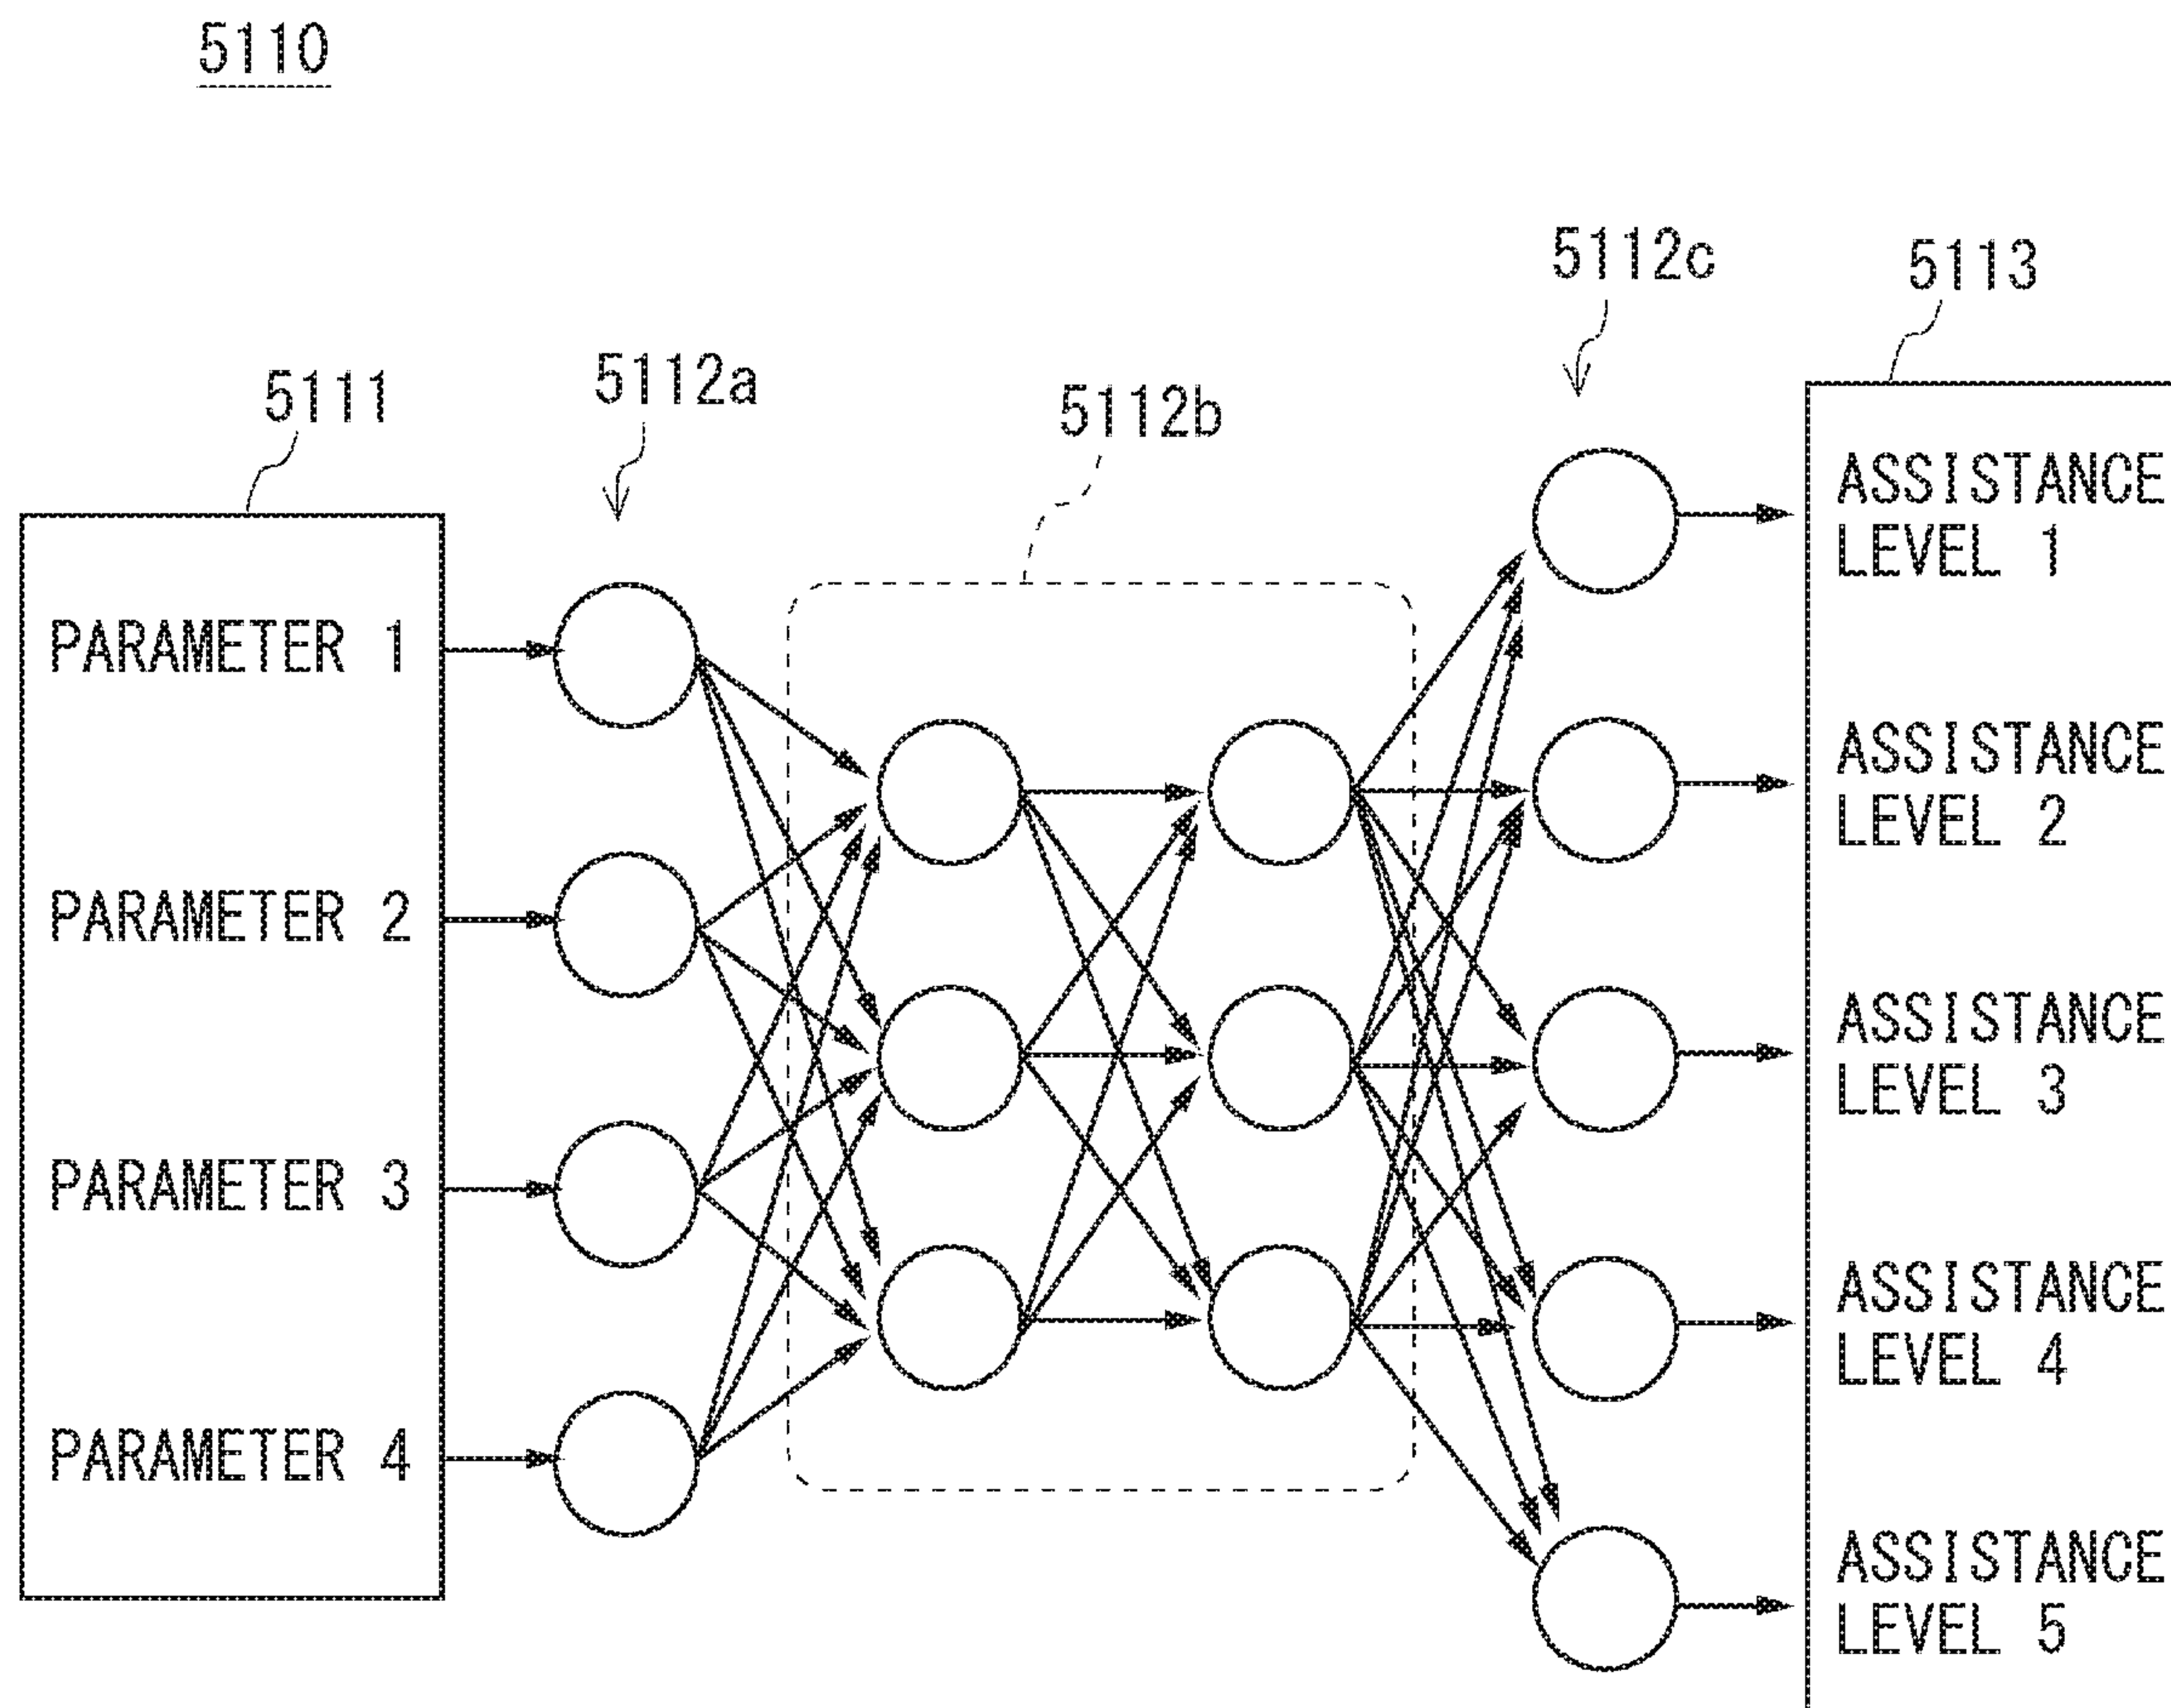 5110
5112c
5113
5112a
5111
5112b
PARAMETER 1
PARAMETER 2
PARAMETER 3
PARAMETER 4
ASSISTANCE
LEVEL 1
ASSISTANCE
LEVEL 2
ASSISTANCE
LEVEL 3
ASSISTANCE
LEVEL 4
ASSISTANCE
LEVEL 5